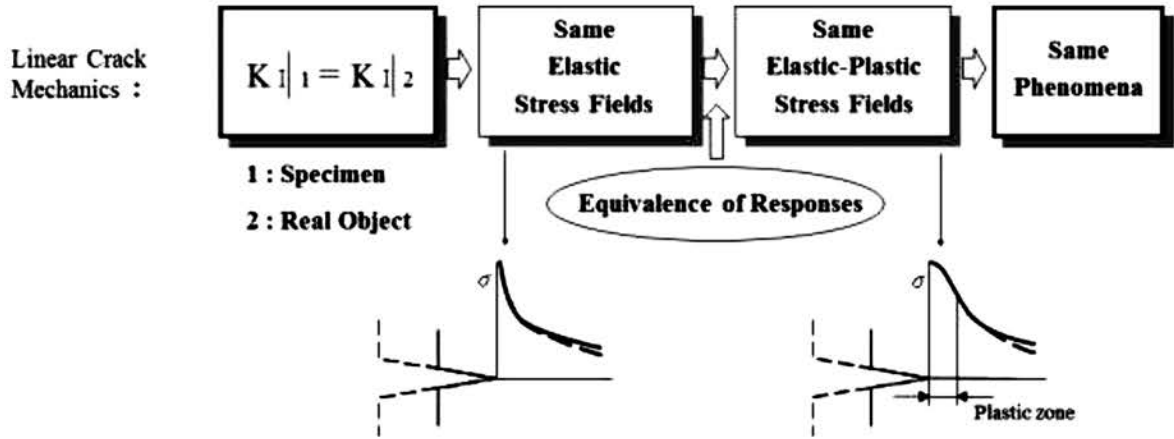 Linear Crack
Mechanics :
K I| 1 = K I| 2
Same
Elastic
Stress Fields
Same
Elastic-Plastic
Stress Fields
Same
Phenomena
1 : Specimen
2 : Real Object
Equivalence of Responses
σ
σ
Plastic zone